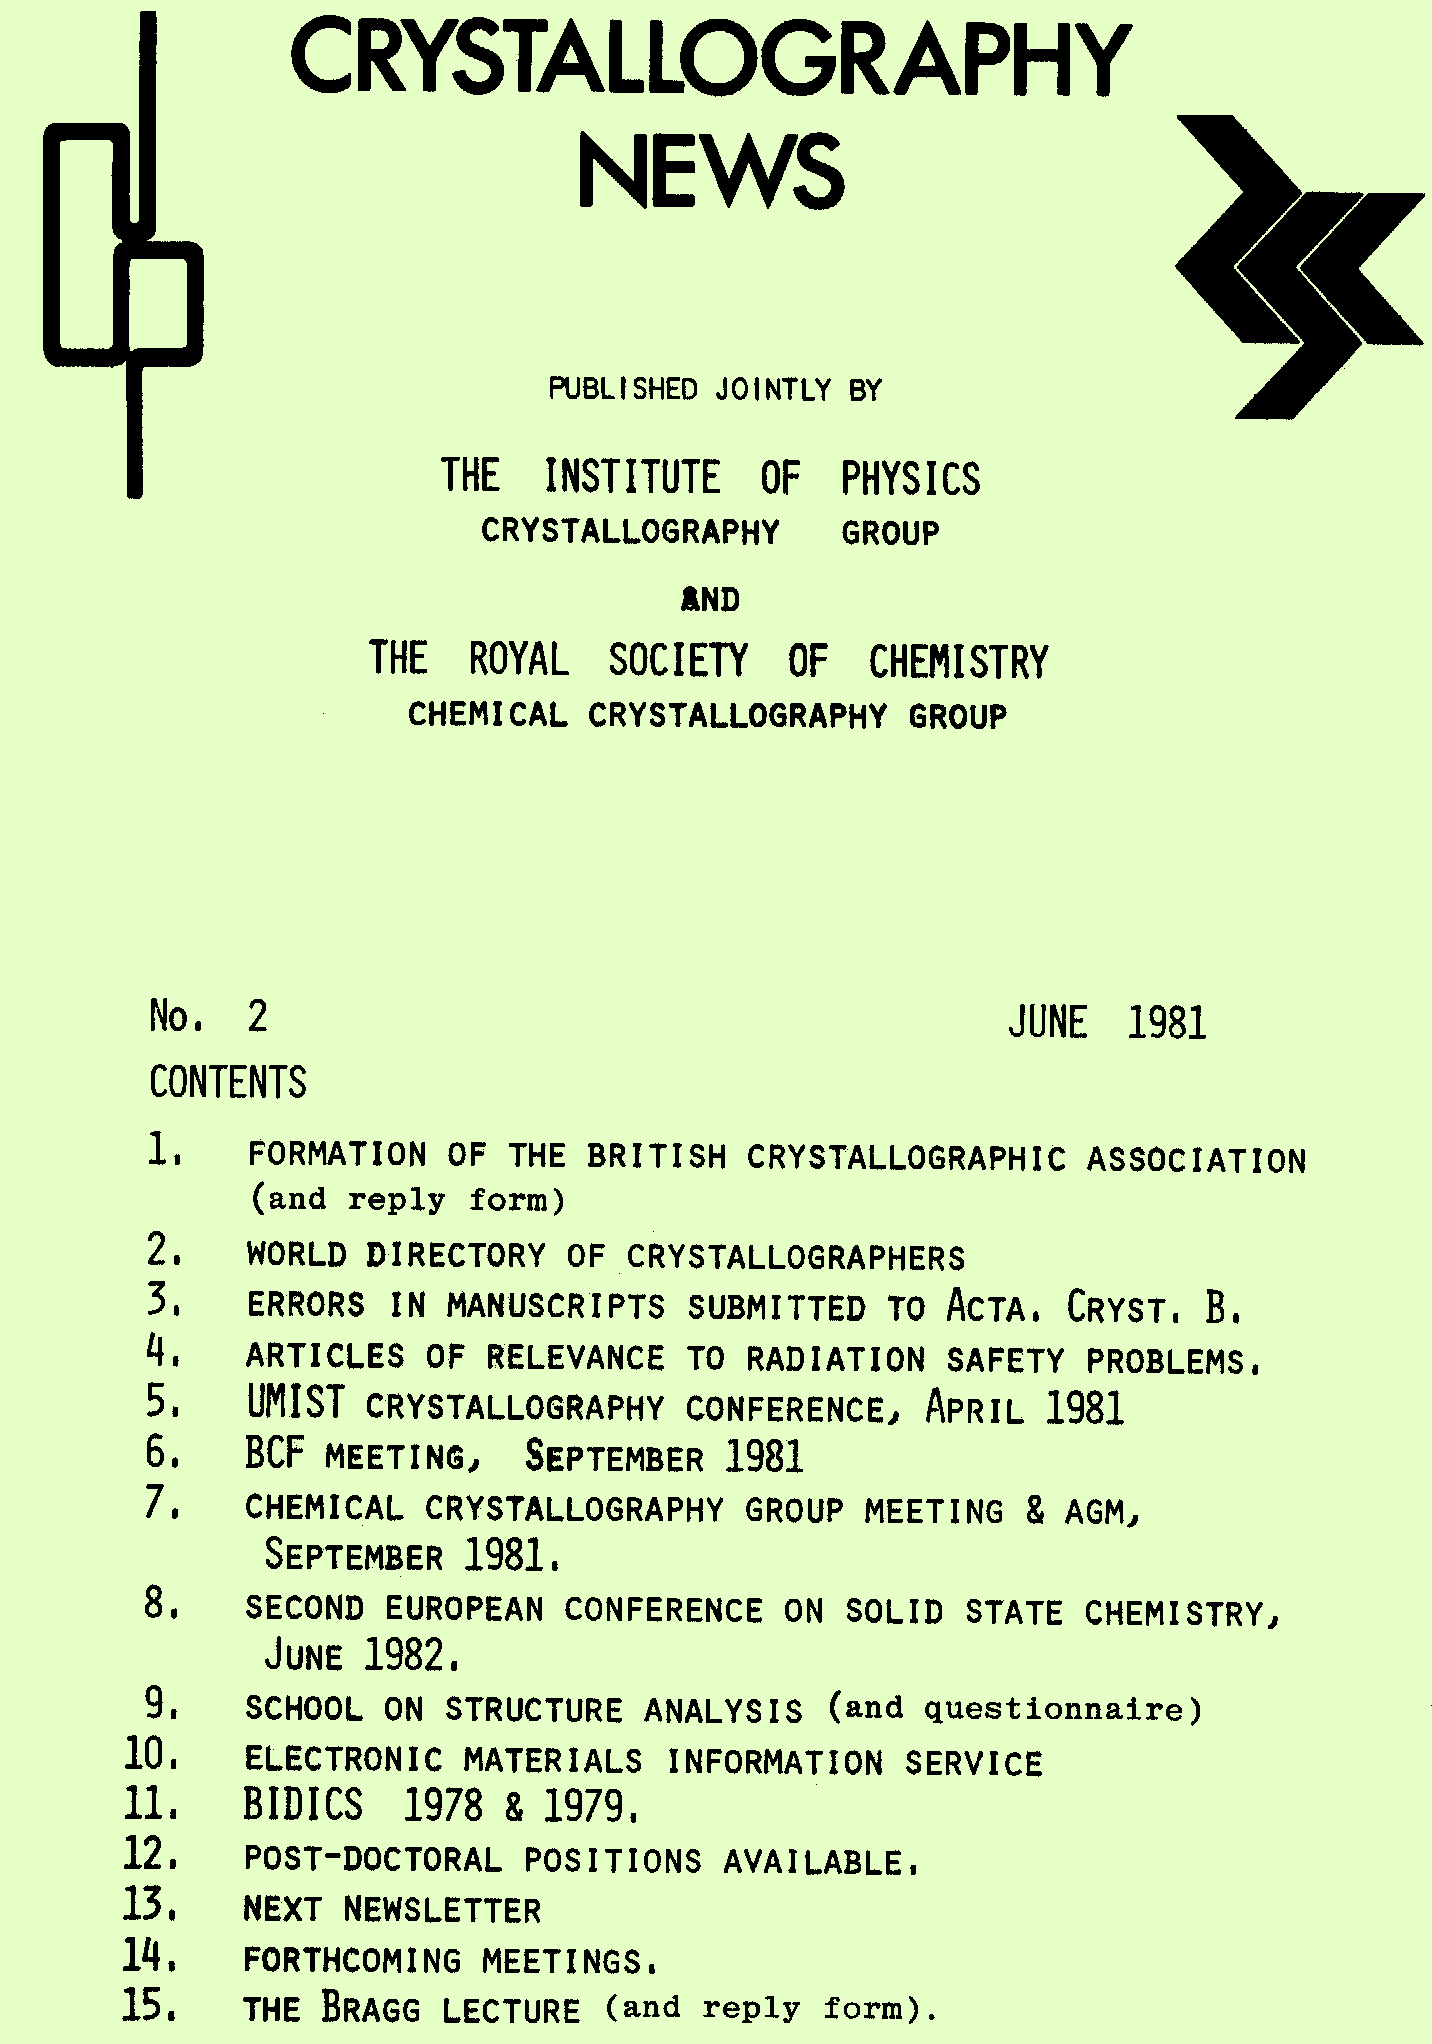 CRYSTALLOGRAPHY
NEWS
PUBLISHED JOINTLY BY
THE INSTITUTE OF PHYSICS
CRYSTALLOGRAPHY GROUP
AND
THE ROYAL SOCIETY OF CHEMISTRY
CHEMICAL CRYSTALLOGRAPHY GROUP
No. 2 JUNE 1981
CONTENTS
1. FORMATION OF THE BRITISH CRYSTALLOGRAPHIC ASSOCIATION
(and reply form)
2. WORLD DIRECTORY OF CRYSTALLOGRAPHERS
3. ERRORS IN MANUSCRIPTS SUBMITTED TO ACTA. CRYST. B.
4. ARTICLES OF RELEVANCE TO RADIATION SAFETY PROBLEMS.
5. UMIST CRYSTALLOGRAPHY CONFERENCE, APRIL 1981
6. BCF MEETING, SEPTEMBER 1981
7. CHEMICAL CRYSTALLOGRAPHY GROUP MEETING & AGM,
SEPTEMBER 1981.
8. SECOND EUROPEAN CONFERENCE ON SOLID STATE CHEMISTRY,
JUNE 1982.
9. SCHOOL ON STRUCTURE ANALYSIS (and questionnaire)
10. ELECTRONIC MATERIALS INFORMATION SERVICE
11. BIDICS 1978 & 1979.
12. POST-DOCTORAL POSITIONS AVAILABLE.
13. NEXT NEWSLETTER
14. FORTHCOMING MEETINGS.
15. THE BRAGG LECTURE (and reply form).